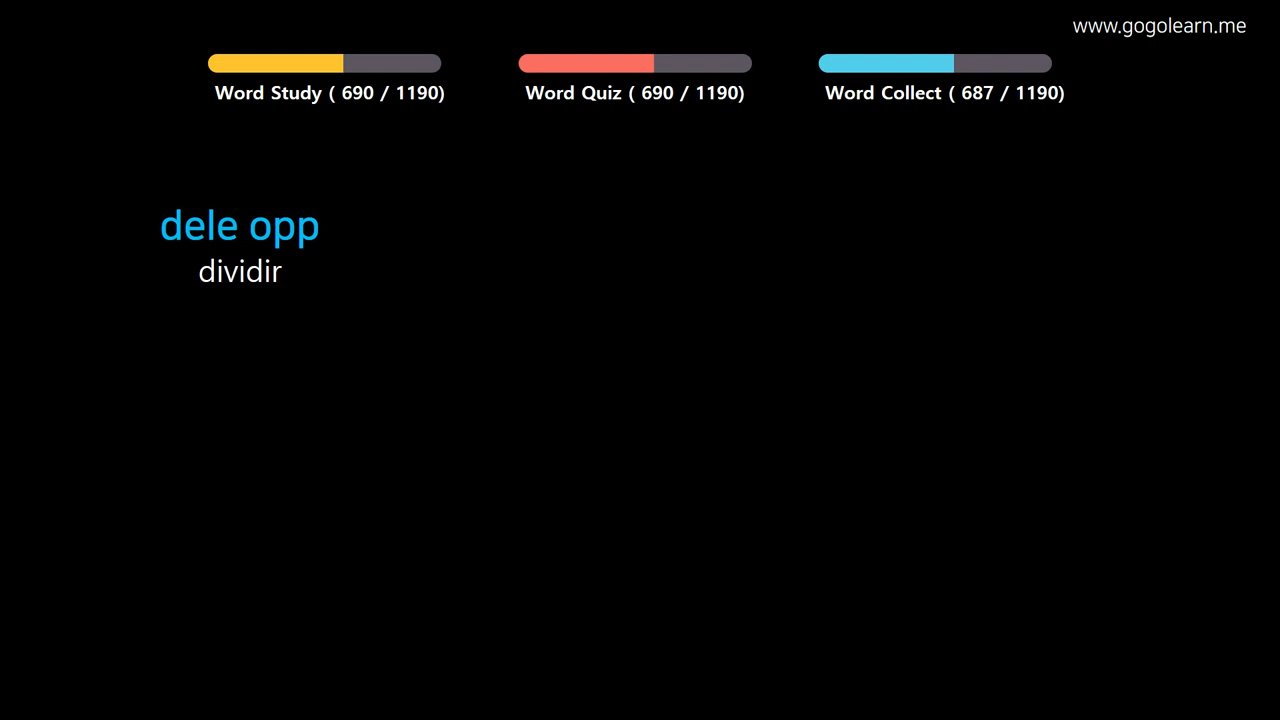 www.gogolearn.me
Word Study ( 690 / 1190)
Word Quiz ( 690 / 1190)
Word Collect ( 687 / 1190)
dele opp
dividir